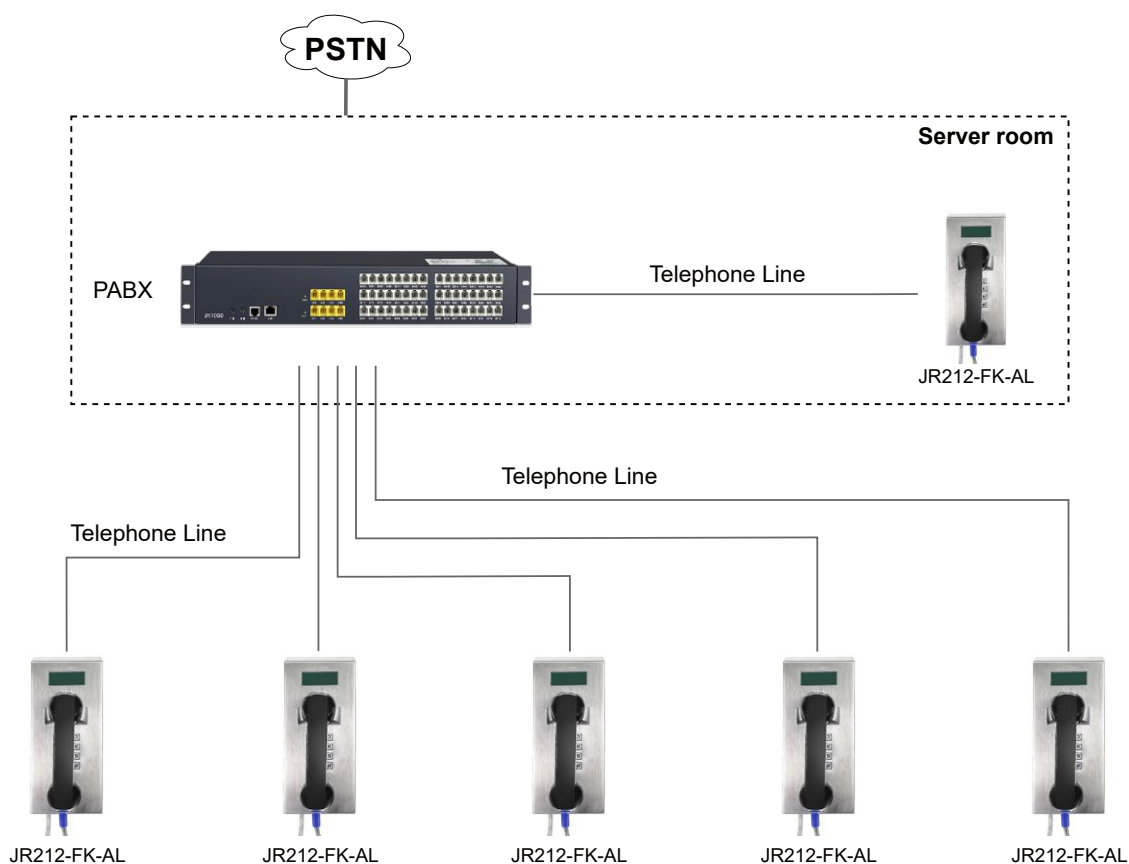 PSTN
Server room
PABX
Telephone Line
JR212-FK-AL
Telephone Line
Telephone Line
JR212-FK-AL
JR212-FK-AL
JR212-FK-AL
JR212-FK-AL
JR212-FK-AL